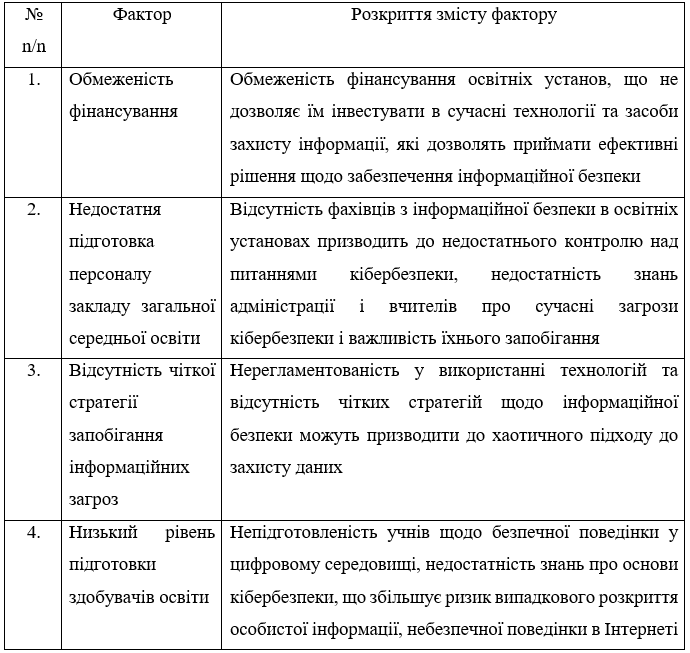 № Фактор Розкриття змісту фактору
п/п
1. Обмеженість Обмеженість фінансування освітніх установ, що не
фінансування дозволяє їм інвестувати в сучасні технології та засоби
захисту інформації, які дозволять приймати ефективні
рішення щодо забезпечення інформаційної безпеки
2. Недостатня Відсутність фахівців з інформаційної безпеки в освітніх
підготовка установах призводить до недостатнього контролю над
персоналу питаннями кібербезпеки, недостатність знань
закладу загальної адміністрації і вчителів про сучасні загрози
середньої освіти кібербезпеки і важливість їхнього запобігання
3. Відсутність чіткої Нерегламентованість у використанні технологій та
стратегії відсутність чітких стратегій щодо інформаційної
запобігання безпеки можуть призводити до хаотичного підходу до
інформаційних захисту даних
загроз
4. Низький рівень Непідготовленість учнів щодо безпечної поведінки у
підготовки цифровому середовищі, недостатність знань про основи
здобувачів освіти кібербезпеки, що збільшує ризик випадкового розкриття
особистої інформації, небезпечної поведінки в Інтернеті